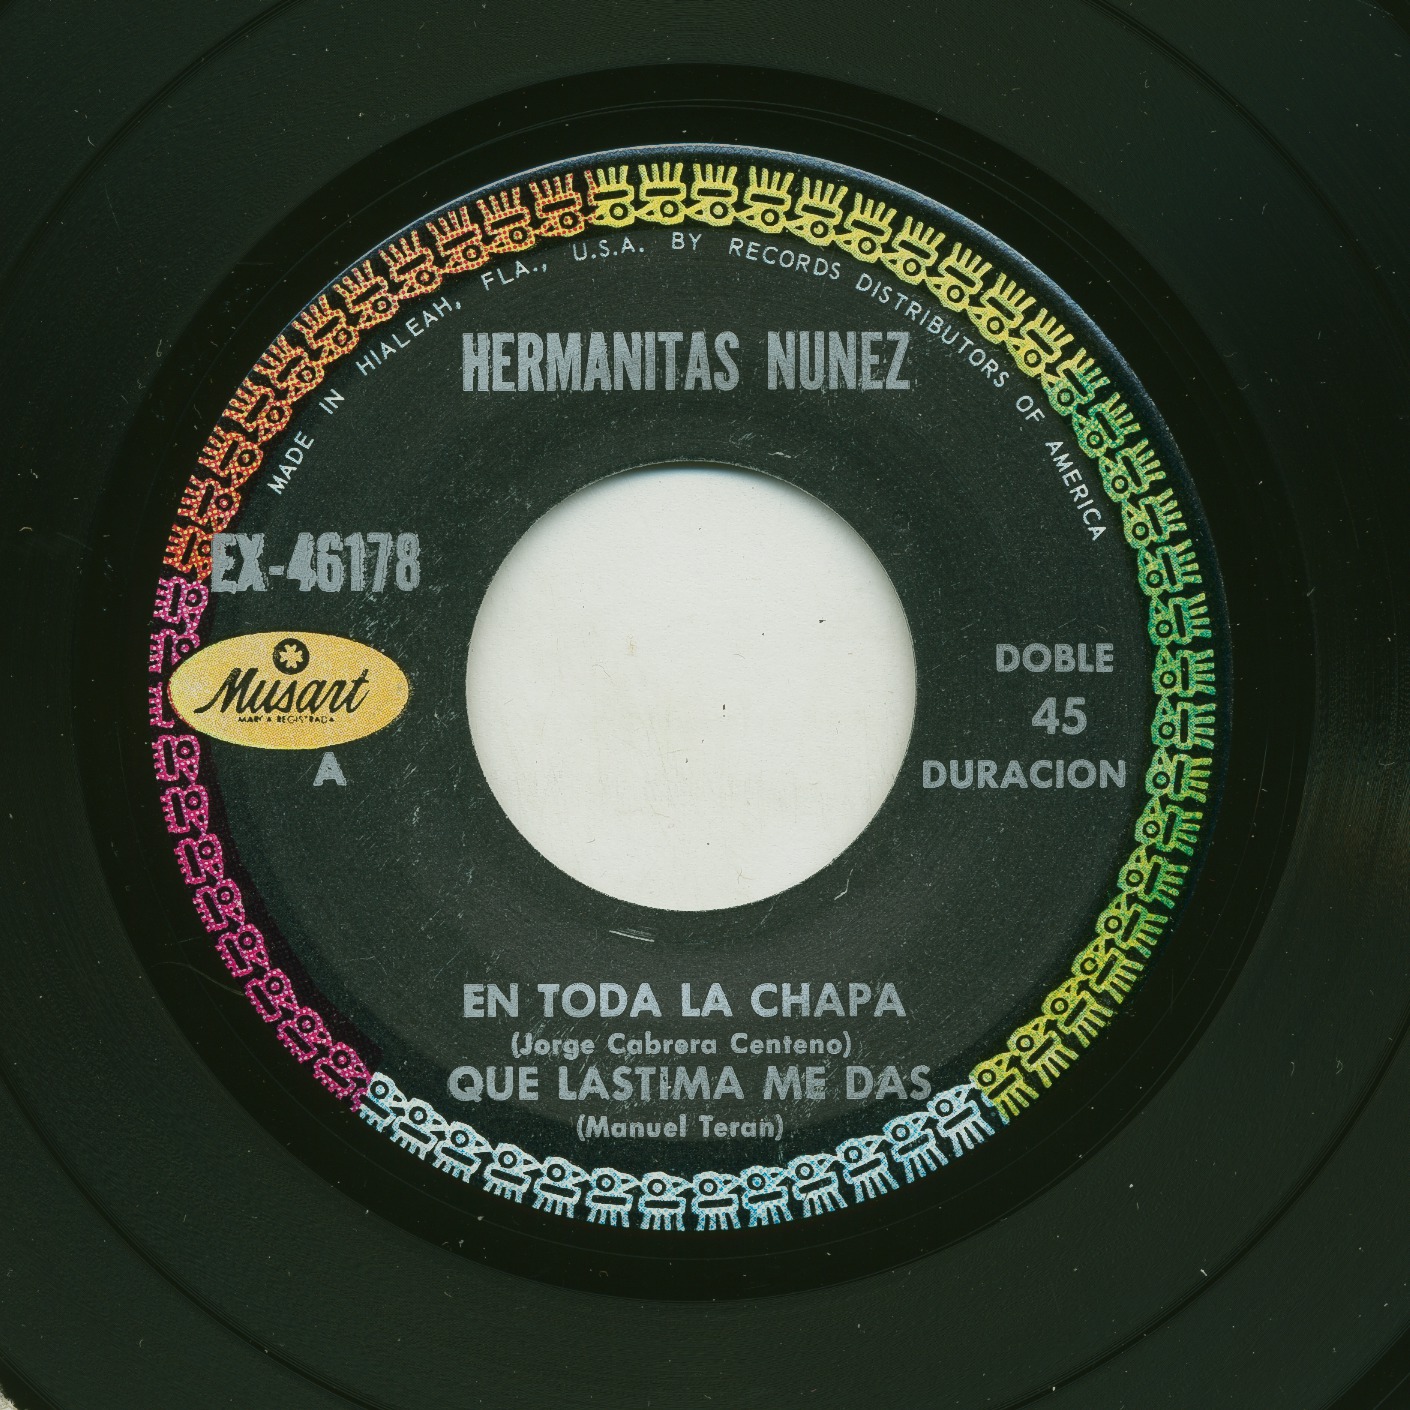 MADE IN HIALEAH, FLA., U.S.A. BY RECORDS DISTRIBUTORS OF AMERICA
HERMANITAS NUNEZ
EX-46178
Musart
MARCA REGISTRADA
A
DOBLE
45
DURACION
EN TODA LA CHAPA
(Jorge Cabrera Centeno)
QUE LASTIMA ME DAS
(Manuel Teran)